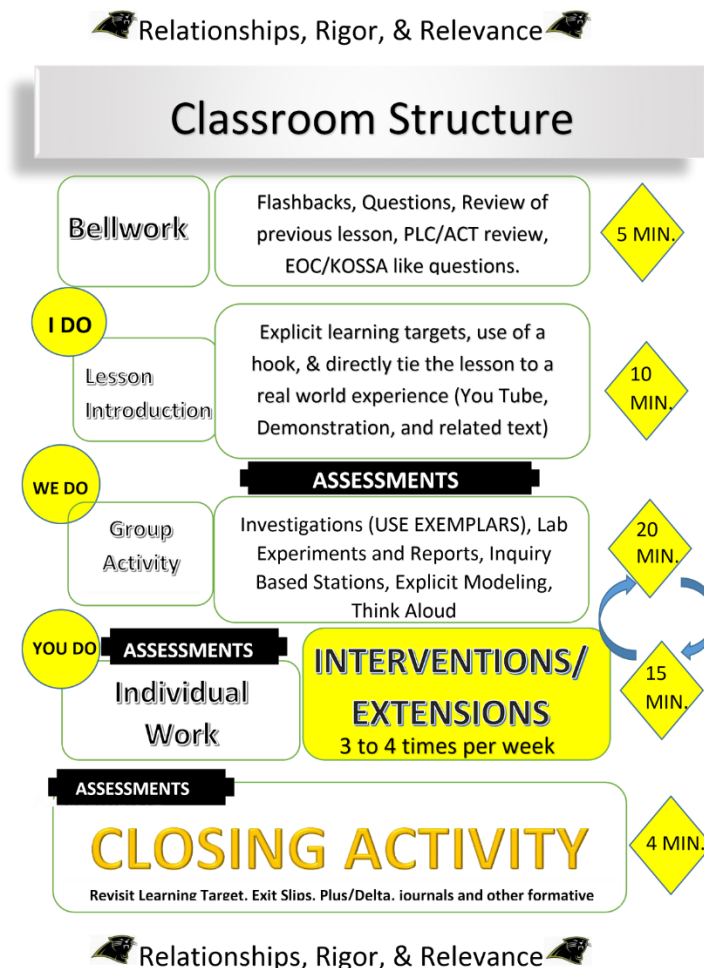 Relationships, Rigor, & Relevance
Classroom Structure
Bellwork
Flashbacks, Questions, Review of
previous lesson, PLC/ACT review,
EOC/KOSSA like questions.
5 MIN.
I DO
Lesson
Introduction
Explicit learning targets, use of a
hook, & directly tie the lesson to a
real world experience (You Tube,
Demonstration, and related text)
10
MIN.
ASSESSMENTS
WE DO
Group
Activity
Investigations (USE EXEMPLARS), Lab
Experiments and Reports, Inquiry
Based Stations, Explicit Modeling,
Think Aloud
20
MIN.
YOU DO
ASSESSMENTS
Individual
Work
INTERVENTIONS/
EXTENSIONS
3 to 4 times per week
15
MIN.
ASSESSMENTS
CLOSING ACTIVITY
Revisit Learning Target, Exit Slips, Plus/Delta, journals and other formative
4 MIN.
Relationships, Rigor, & Relevance